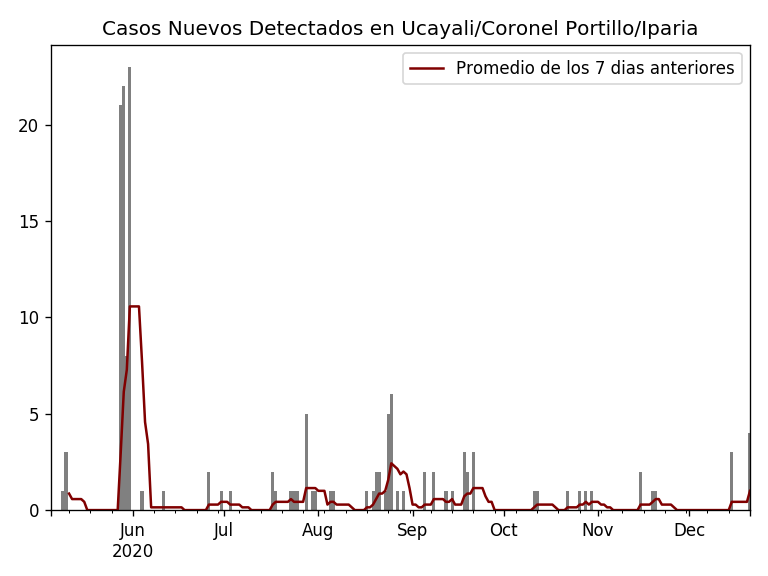 Casos Nuevos Detectados en Ucayali/Coronel Portillo/Iparia
Promedio de los 7 dias anteriores
20
15
10
5
0
Jun Jul Aug Sep Oct Nov Dec
2020